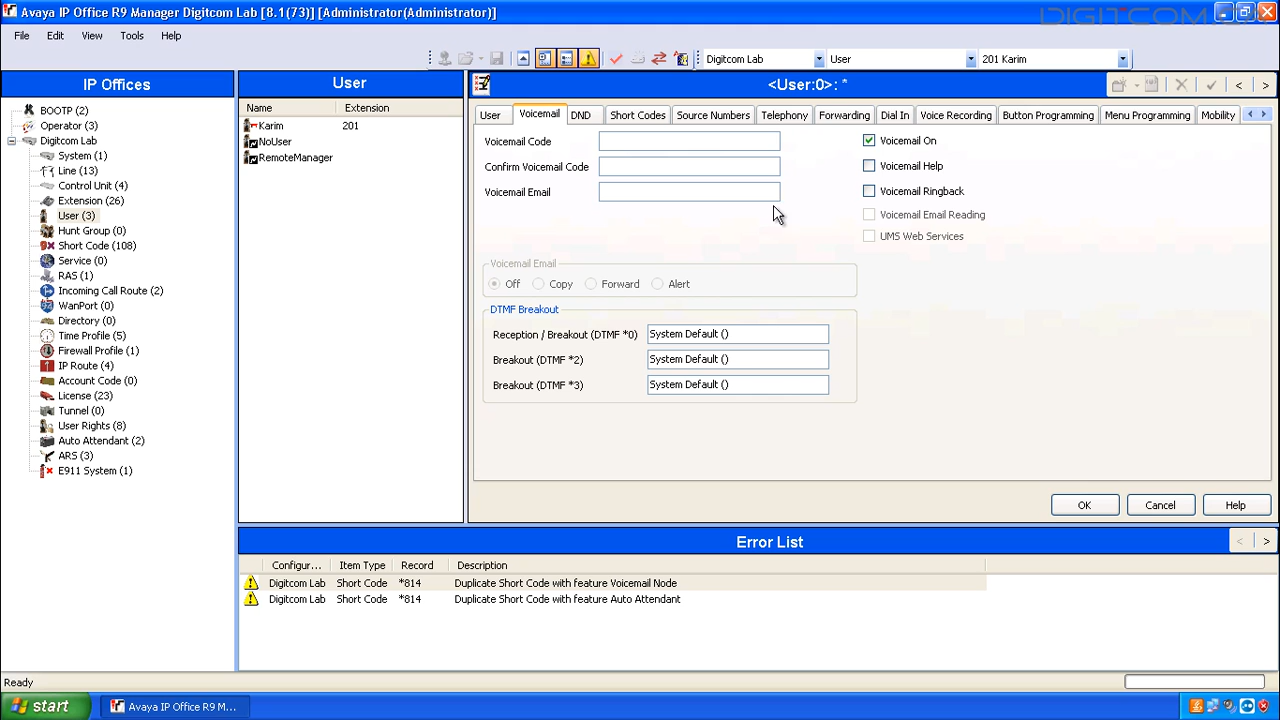 Avaya IP Office R9 Manager Digitcom Lab [8.1(73)] [Administrator(Administrator)]
DIGITCOM
File Edit View Tools Help
Digitcom Lab User 201 Karim
IP Offices
BOOTP (2)
Operator (3)
Digitcom Lab
System (1)
Line (13)
Control Unit (4)
Extension (26)
User (3)
Hunt Group (0)
Short Code (108)
Service (0)
RAS (1)
Incoming Call Route (2)
WanPort (0)
Directory (0)
Time Profile (5)
Firewall Profile (1)
IP Route (4)
Account Code (0)
License (23)
Tunnel (0)
User Rights (8)
Auto Attendant (2)
ARS (3)
E911 System (1)
User
Name Extension
Karim 201
NoUser
RemoteManager
<User:0>: *
User Voicemail DND Short Codes Source Numbers Telephony Forwarding Dial In Voice Recording Button Programming Menu Programming Mobility
Voicemail Code
Confirm Voicemail Code
Voicemail Email
Voicemail On
Voicemail Help
Voicemail Ringback
Voicemail Email Reading
UMS Web Services
Voicemail Email
Off Copy Forward Alert
DTMF Breakout
Reception / Breakout (DTMF *0) System Default ()
Breakout (DTMF *2) System Default ()
Breakout (DTMF *3) System Default ()
OK Cancel Help
Error List
Configur... Item Type Record Description
Digitcom Lab Short Code *814 Duplicate Short Code with feature Voicemail Node
Digitcom Lab Short Code *814 Duplicate Short Code with feature Auto Attendant
Ready
start Avaya IP Office R9 M...